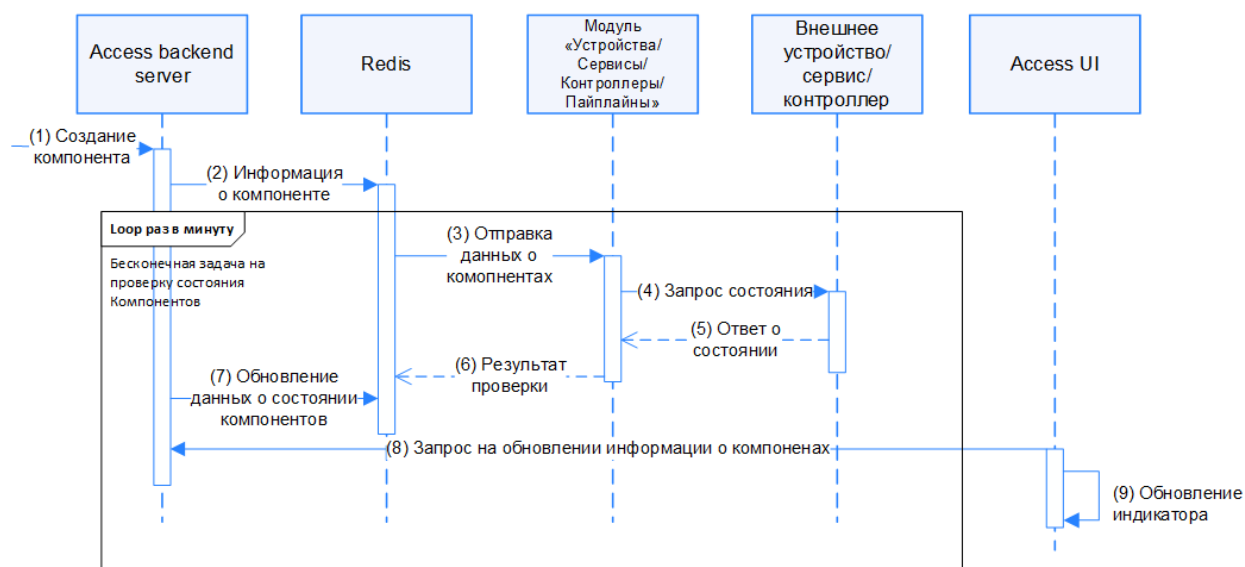 Access backend
server
Redis
Модуль
«Устройства/
Сервисы/
Контроллеры/
Пайплайны»
Внешнее
устройство/
сервис/
контроллер
Access UI
(1) Создание
компонента
(2) Информация
о компоненте
Loop раз в минуту
Бесконечная задача на
проверку состояния
Компонентов
(3) Отправка
данных о
комопнентах
(4) Запрос состояния
(5) Ответ о
состоянии
(6) Результат
проверки
(7) Обновление
данных о состоянии
компонентов
(8) Запрос на обновлении информации о компоненах
(9) Обновление
индикатора